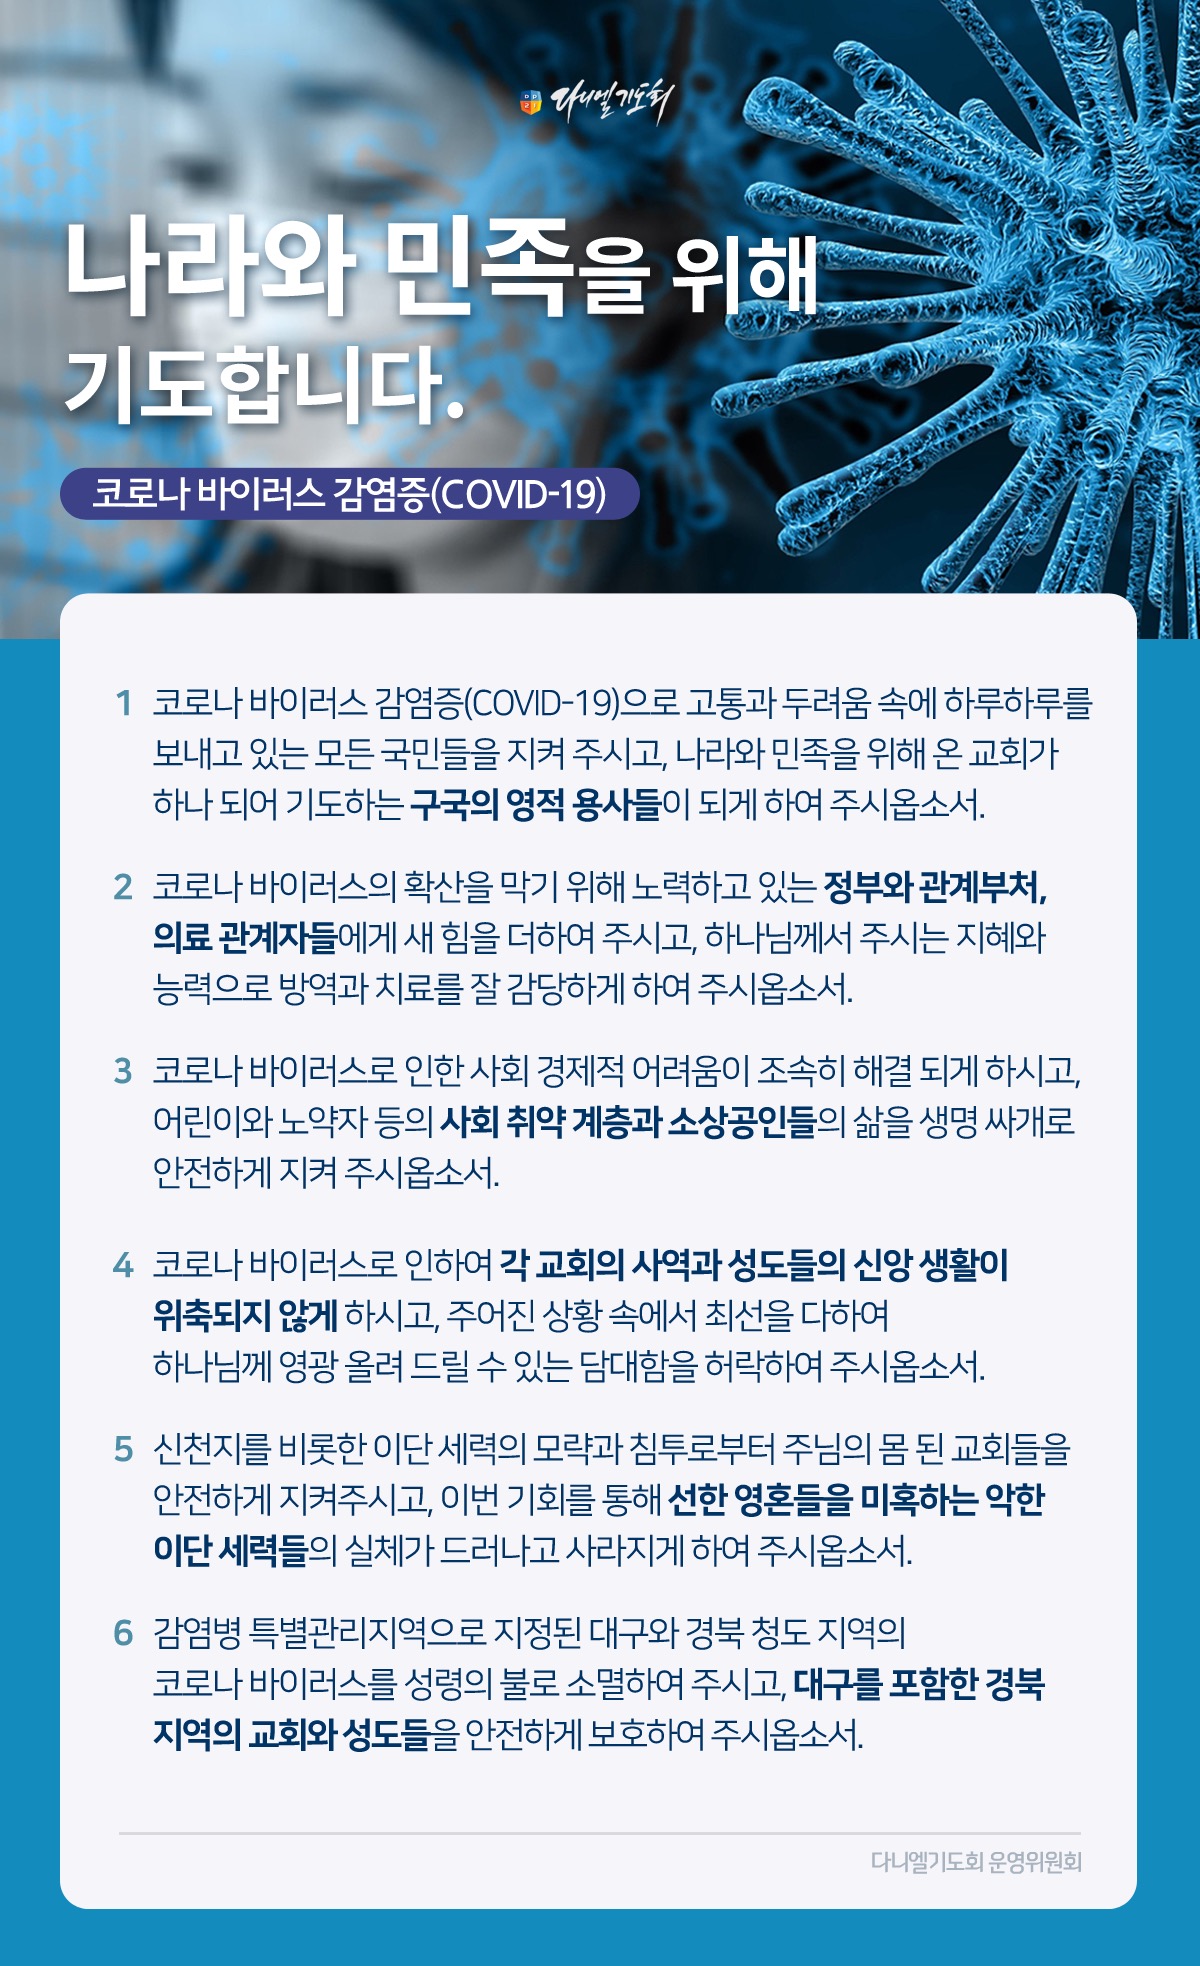 다니엘기도회
나라와 민족을 위해
기도합니다.
코로나 바이러스 감염증(COVID-19)
1 코로나 바이러스 감염증(COVID-19)으로 고통과 두려움 속에 하루하루를
보내고 있는 모든 국민들을 지켜 주시고, 나라와 민족을 위해 온 교회가
하나 되어 기도하는 구국의 영적 용사들이 되게 하여 주시옵소서.
2 코로나 바이러스의 확산을 막기 위해 노력하고 있는 정부와 관계부처,
의료 관계자들에게 새 힘을 더하여 주시고, 하나님께서 주시는 지혜와
능력으로 방역과 치료를 잘 감당하게 하여 주시옵소서.
3 코로나 바이러스로 인한 사회 경제적 어려움이 조속히 해결 되게 하시고,
어린이와 노약자 등의 사회 취약 계층과 소상공인들의 삶을 생명 싸개로
안전하게 지켜 주시옵소서.
4 코로나 바이러스로 인하여 각 교회의 사역과 성도들의 신앙 생활이
위축되지 않게 하시고, 주어진 상황 속에서 최선을 다하여
하나님께 영광 올려 드릴 수 있는 담대함을 허락하여 주시옵소서.
5 신천지를 비롯한 이단 세력의 모략과 침투로부터 주님의 몸 된 교회들을
안전하게 지켜주시고, 이번 기회를 통해 선한 영혼들을 미혹하는 악한
이단 세력들의 실체가 드러나고 사라지게 하여 주시옵소서.
6 감염병 특별관리지역으로 지정된 대구와 경북 청도 지역의
코로나 바이러스를 성령의 불로 소멸하여 주시고, 대구를 포함한 경북
지역의 교회와 성도들을 안전하게 보호하여 주시옵소서.
다니엘기도회 운영위원회